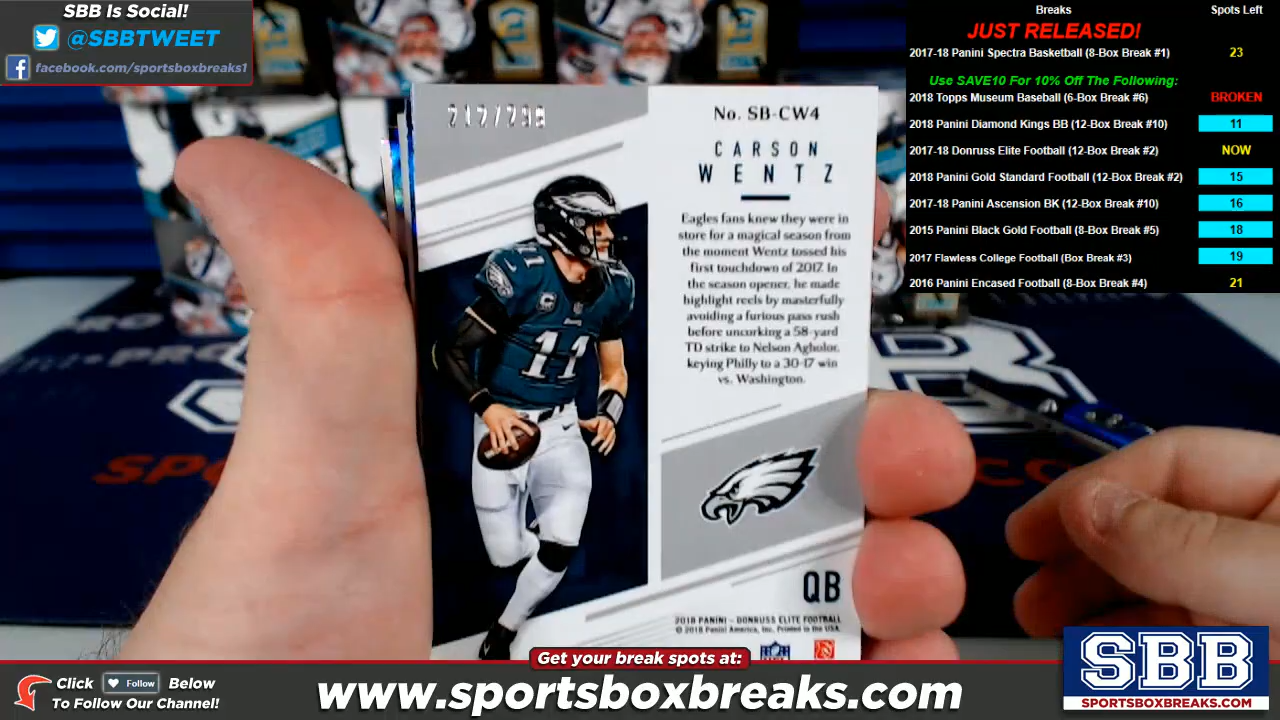 SBB Is Social!
@SBBTWEET
facebook.com/sportsboxbreaks1
Breaks Spots Left
JUST RELEASED!
2017-18 Panini Spectra Basketball (8-Box Break #1) 23
Use SAVE10 For 10% Off The Following:
2018 Topps Museum Baseball (6-Box Break #6) BROKEN
2018 Panini Diamond Kings BB (12-Box Break #10) 11
2017-18 Donruss Elite Football (12-Box Break #2) NOW
2018 Panini Gold Standard Football (12-Box Break #2) 15
2017-18 Panini Ascension BK (12-Box Break #10) 16
2015 Panini Black Gold Football (8-Box Break #5) 18
2017 Flawless College Football (Box Break #3) 19
2016 Panini Encased Football (8-Box Break #4) 21
No. SB-CW4
CARSON
WENTZ
Eagles fans knew they were in
store for a magical season from
the moment Wentz tossed his
first touchdown of 2017. In
the season opener, he made
highlight reels by masterfully
avoiding a furious pass rush
before uncorking a 58-yard
TD strike to Nelson Agholor,
keying Philly to a 30-17 win
vs. Washington.
11
QB
2018 PANINI – DONRUSS ELITE FOOTBALL
© 2018 Panini America, Inc. Printed in the USA.
Get your break spots at:
Click Follow Below
To Follow Our Channel!
www.sportsboxbreaks.com
SBB
SPORTSBOXBREAKS.COM